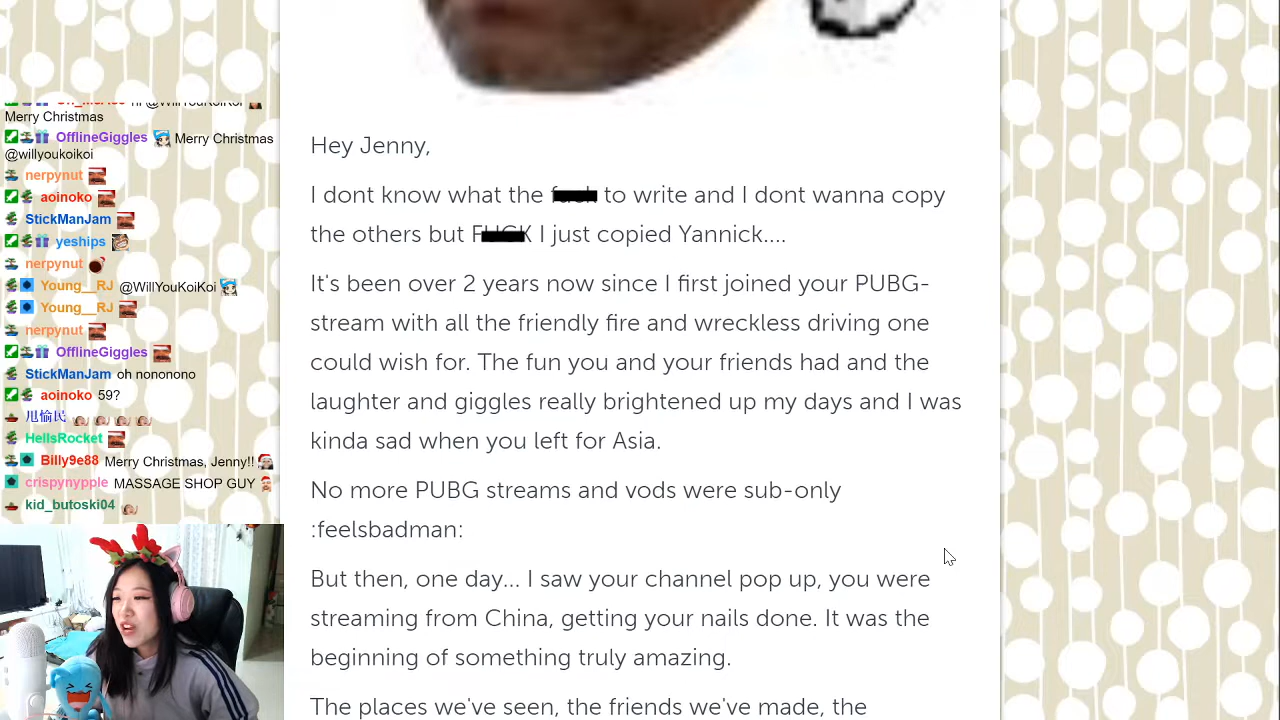 Merry Christmas
OfflineGiggles Merry Christmas
@willyoukoikoi
nerpynut
aoinoko
StickManJam
yeships
nerpynut
Young__RJ @WillYouKoiKoi
Young__RJ
nerpynut
OfflineGiggles
StickManJam oh nononono
aoinoko 59?
HellsRocket
Billy9e88 Merry Christmas, Jenny!!
crispynypple MASSAGE SHOP GUY
kid_butoski04
Hey Jenny,
I dont know what the to write and I dont wanna copy
the others but I just copied Yannick....
It's been over 2 years now since I first joined your PUBG-
stream with all the friendly fire and wreckless driving one
could wish for. The fun you and your friends had and the
laughter and giggles really brightened up my days and I was
kinda sad when you left for Asia.
No more PUBG streams and vods were sub-only
:feelsbadman:
But then, one day... I saw your channel pop up, you were
streaming from China, getting your nails done. It was the
beginning of something truly amazing.
The places we've seen, the friends we've made, the